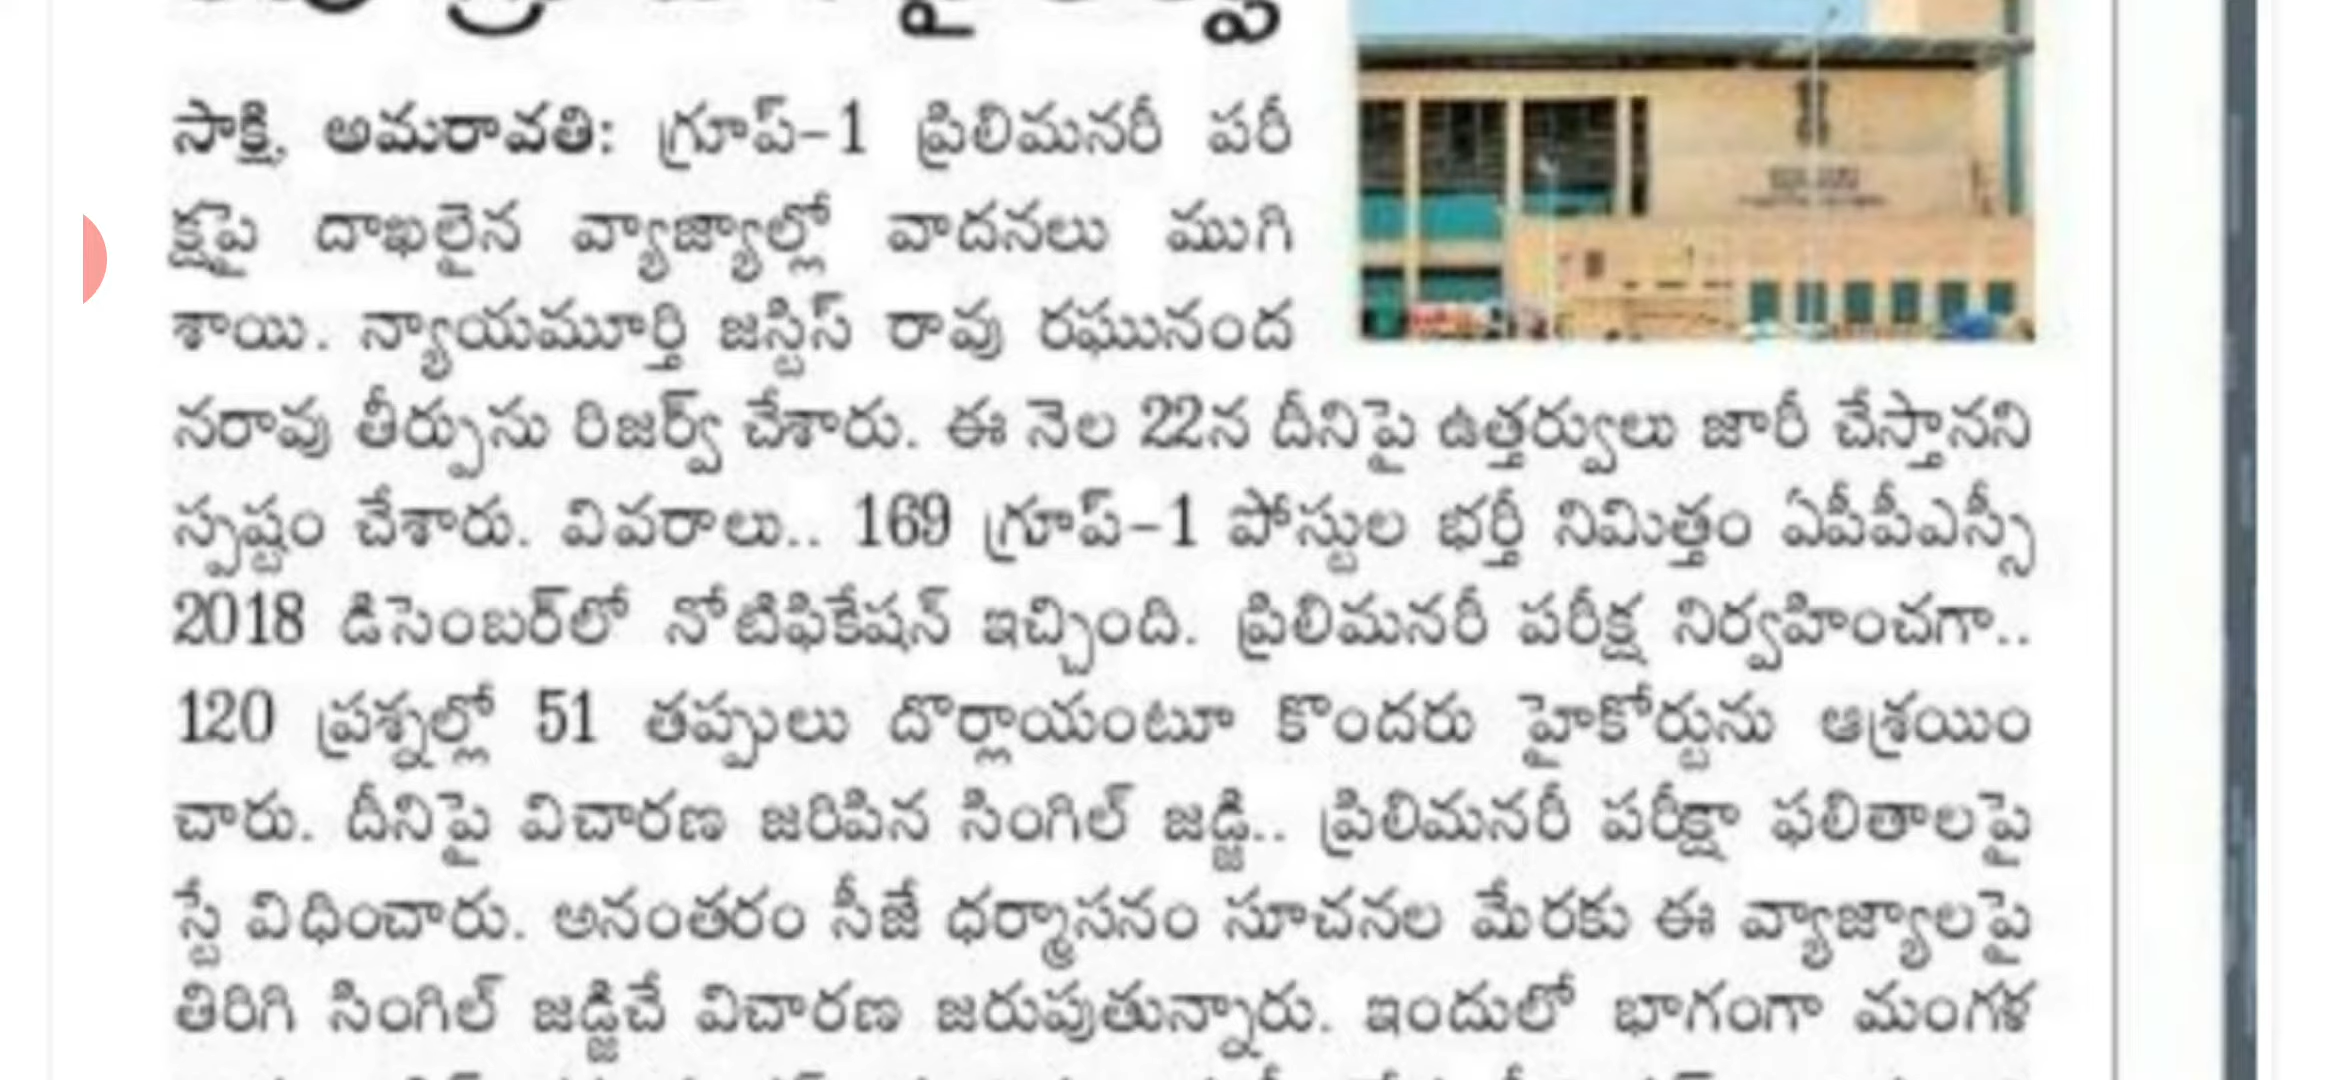 సాక్షి, అమరావతి: గ్రూప్-1 ప్రిలిమనరీ పరీ
క్షపై దాఖలైన వ్యాజ్యాల్లో వాదనలు ముగి
శాయి. న్యాయమూర్తి జస్టిస్ రావు రఘునంద
నరావు తీర్పును రిజర్వ్ చేశారు. ఈ నెల 22న దీనిపై ఉత్తర్వులు జారీ చేస్తానని
స్పష్టం చేశారు. వివరాలు.. 169 గ్రూప్-1 పోస్టుల భర్తీ నిమిత్తం ఏపీపీఎస్సీ
2018 డిసెంబర్‌లో నోటిఫికేషన్ ఇచ్చింది. ప్రిలిమనరీ పరీక్ష నిర్వహించగా..
120 ప్రశ్నల్లో 51 తప్పులు దొర్లాయంటూ కొందరు హైకోర్టును ఆశ్రయిం
చారు. దీనిపై విచారణ జరిపిన సింగిల్ జడ్జి.. ప్రిలిమనరీ పరీక్షా ఫలితాలపై
స్టే విధించారు. అనంతరం సీజే ధర్మాసనం సూచనల మేరకు ఈ వ్యాజ్యాలపై
తిరిగి సింగిల్ జడ్జిచే విచారణ జరుపుతున్నారు. ఇందులో భాగంగా మంగళ